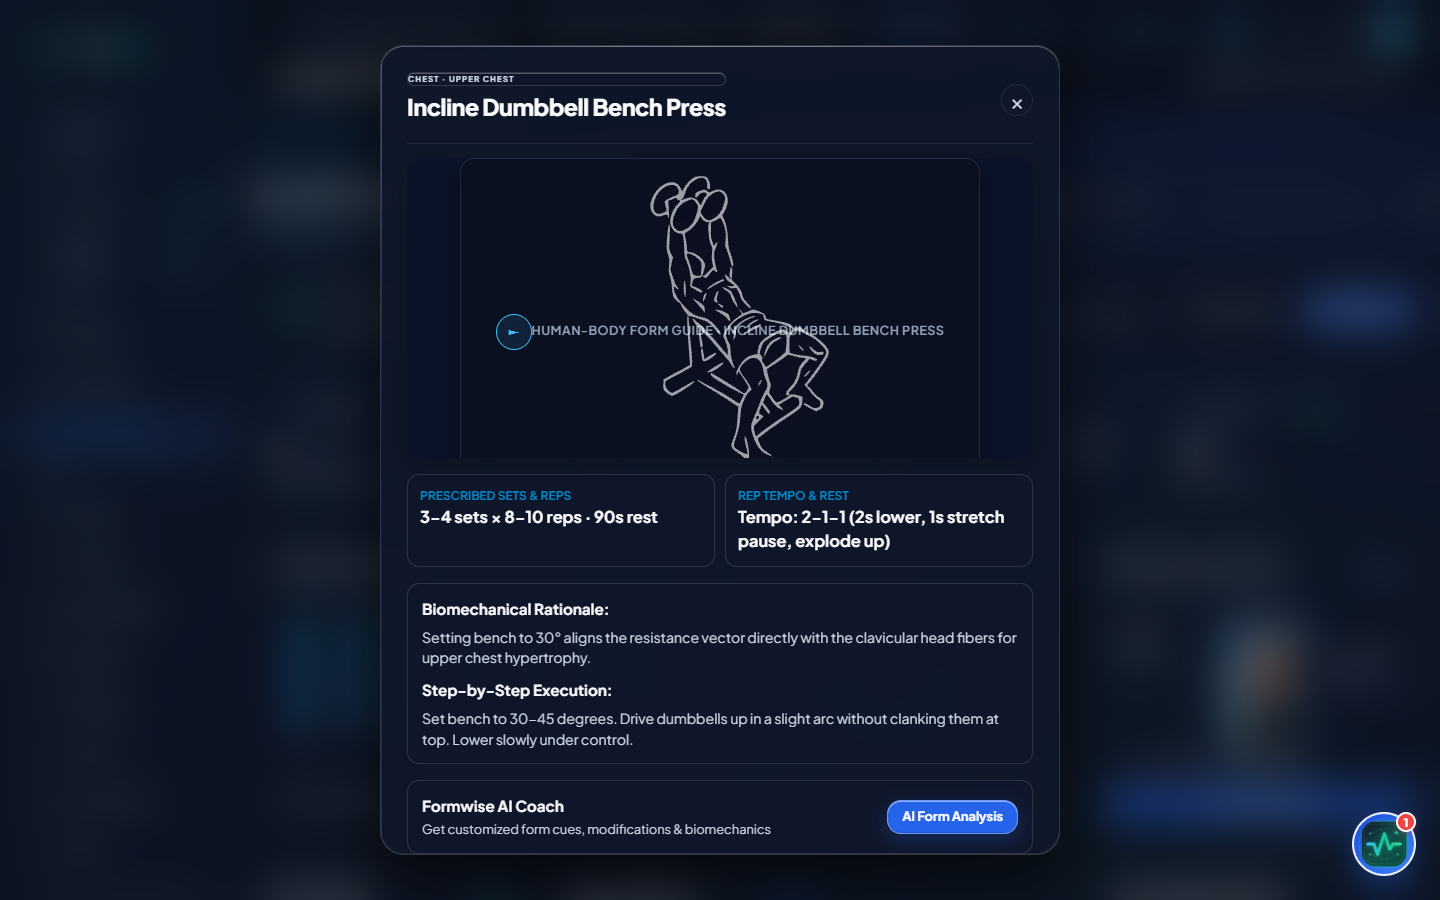 CHEST · UPPER CHEST
Incline Dumbbell Bench Press
×
HUMAN-BODY FORM GUIDE · INCLINE DUMBBELL BENCH PRESS
PRESCRIBED SETS & REPS
3–4 sets × 8–10 reps · 90s rest
REP TEMPO & REST
Tempo: 2-1-1 (2s lower, 1s stretch
pause, explode up)
Biomechanical Rationale:
Setting bench to 30° aligns the resistance vector directly with the clavicular head fibers for
upper chest hypertrophy.
Step-by-Step Execution:
Set bench to 30–45 degrees. Drive dumbbells up in a slight arc without clanking them at
top. Lower slowly under control.
Formwise AI Coach
Get customized form cues, modifications & biomechanics
AI Form Analysis
1